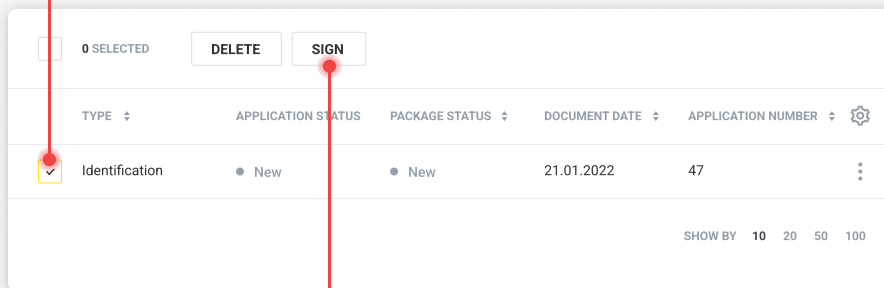 0 SELECTED DELETE SIGN
TYPE APPLICATION STATUS PACKAGE STATUS DOCUMENT DATE APPLICATION NUMBER
Identification New New 21.01.2022 47
SHOW BY 10 20 50 100